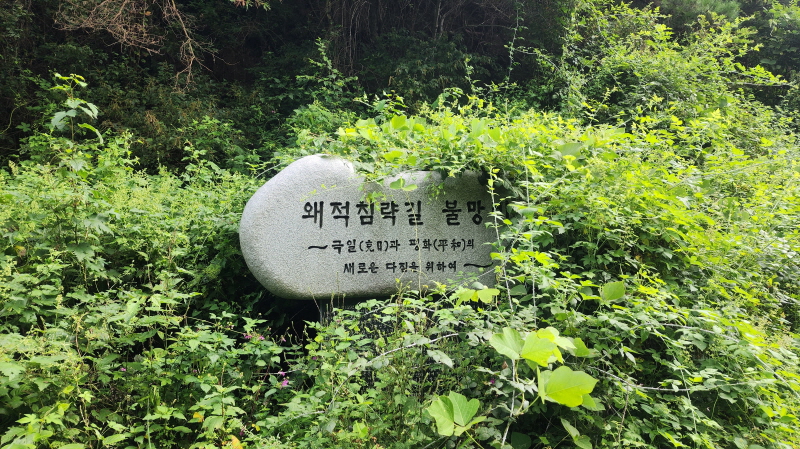 왜적침략길 불망
~극일(克日)과 평화(平和)의
새로운 다짐을 위하여~